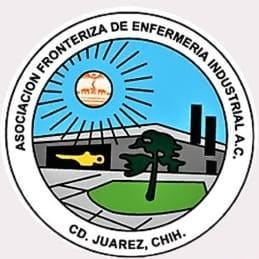 ASOCIACION FRONTERIZA DE ENFERMERIA INDUSTRIAL A.C.
CD. JUAREZ, CHIH.